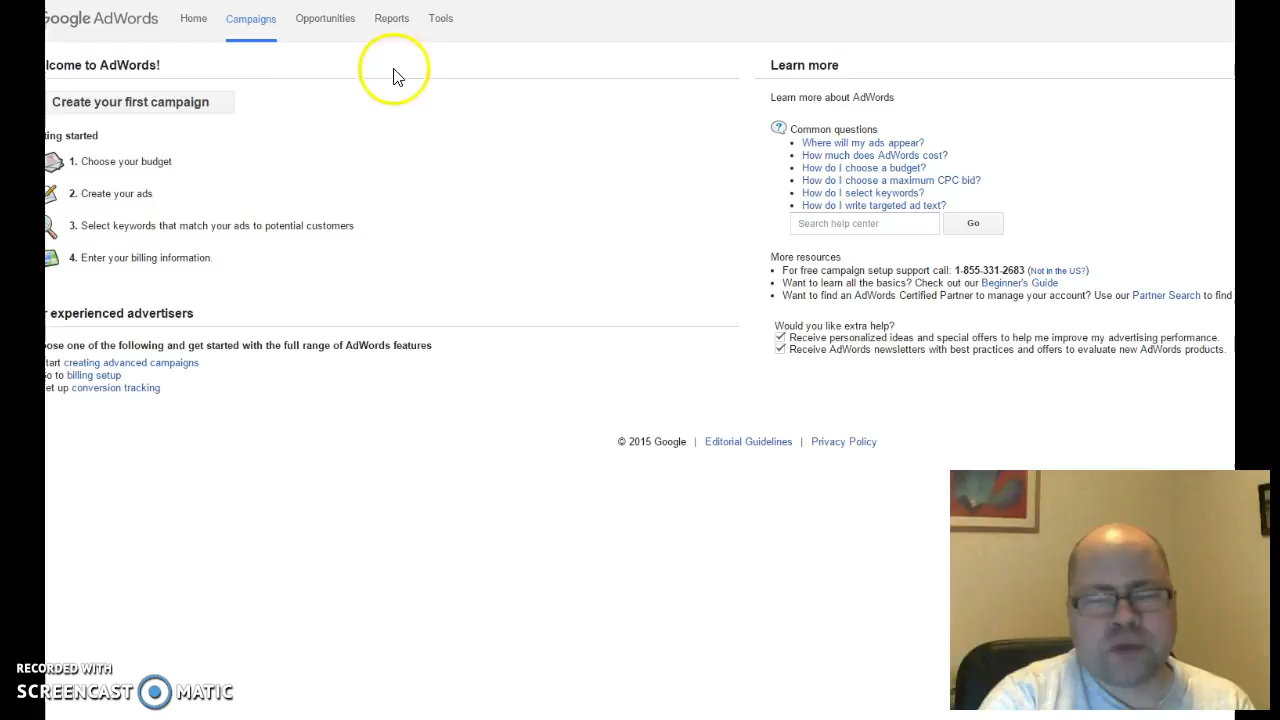 Google AdWords Home Campaigns Opportunities Reports Tools
lcome to AdWords!
Create your first campaign
ting started
1. Choose your budget
2. Create your ads
3. Select keywords that match your ads to potential customers
4. Enter your billing information.
r experienced advertisers
ose one of the following and get started with the full range of AdWords features
tart creating advanced campaigns
o to billing setup
et up conversion tracking
Learn more
Learn more about AdWords
Common questions
Where will my ads appear?
How much does AdWords cost?
How do I choose a budget?
How do I choose a maximum CPC bid?
How do I select keywords?
How do I write targeted ad text?
Search help center Go
More resources
For free campaign setup support call: 1-855-331-2683 (Not in the US?)
Want to learn all the basics? Check out our Beginner's Guide
Want to find an AdWords Certified Partner to manage your account? Use our Partner Search to find
Would you like extra help?
Receive personalized ideas and special offers to help me improve my advertising performance.
Receive AdWords newsletters with best practices and offers to evaluate new AdWords products.
© 2015 Google | Editorial Guidelines | Privacy Policy
RECORDED WITH
SCREENCAST MATIC